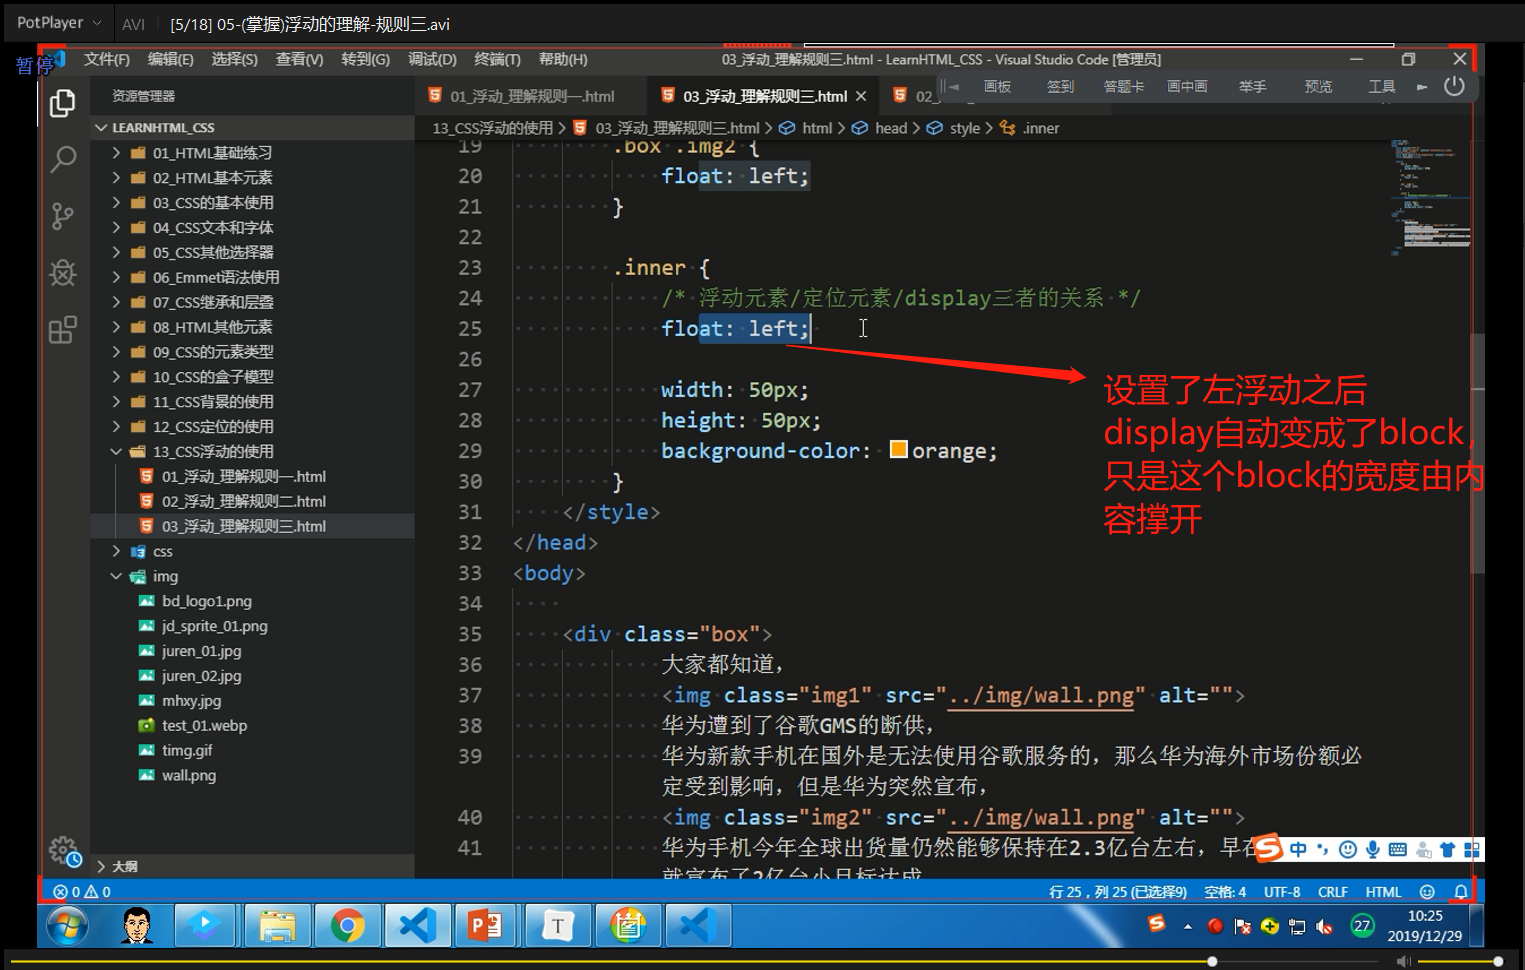 PotPlayer AVI [5/18] 05-(掌握)浮动的理解-规则三.avi
暂停
文件(F) 编辑(E) 选择(S) 查看(V) 转到(G) 调试(D) 终端(T) 帮助(H) 03_浮动_理解规则三.html - LearnHTML_CSS - Visual Studio Code [管理员]
画板 签到 答题卡 画中画 举手 预览 工具
资源管理器 01_浮动_理解规则一.html 03_浮动_理解规则三.html 02_
13_CSS浮动的使用 > 03_浮动_理解规则三.html > html > head > style > .inner
LEARNHTML_CSS
01_HTML基础练习
02_HTML基本元素
03_CSS的基本使用
04_CSS文本和字体
05_CSS其他选择器
06_Emmet语法使用
07_CSS继承和层叠
08_HTML其他元素
09_CSS的元素类型
10_CSS的盒子模型
11_CSS背景的使用
12_CSS定位的使用
13_CSS浮动的使用
01_浮动_理解规则一.html
02_浮动_理解规则二.html
03_浮动_理解规则三.html
css
img
bd_logo1.png
jd_sprite_01.png
juren_01.jpg
juren_02.jpg
mhxy.jpg
test_01.webp
timg.gif
wall.png
大纲
19 .box .img2 {
20 float: left;
21 }
22
23 .inner {
24 /* 浮动元素/定位元素/display三者的关系 */
25 float: left;
26
27 width: 50px;
28 height: 50px;
29 background-color: orange;
30 }
31 </style>
32 </head>
33 <body>
34
35 <div class="box">
36 大家都知道，
37 <img class="img1" src="../img/wall.png" alt="">
38 华为遭到了谷歌GMS的断供，
39 华为新款手机在国外是无法使用谷歌服务的，那么华为海外市场份额必
定受到影响，但是华为突然宣布，
40 <img class="img2" src="../img/wall.png" alt="">
41 华为手机今年全球出货量仍然能够保持在2.3亿台左右，早在
就宣布了2亿台小目标达成
设置了左浮动之后
display自动变成了block，
只是这个block的宽度由内
容撑开
中
0 0 行 25，列 25 (已选择9) 空格: 4 UTF-8 CRLF HTML
T 27 10:25
2019/12/29